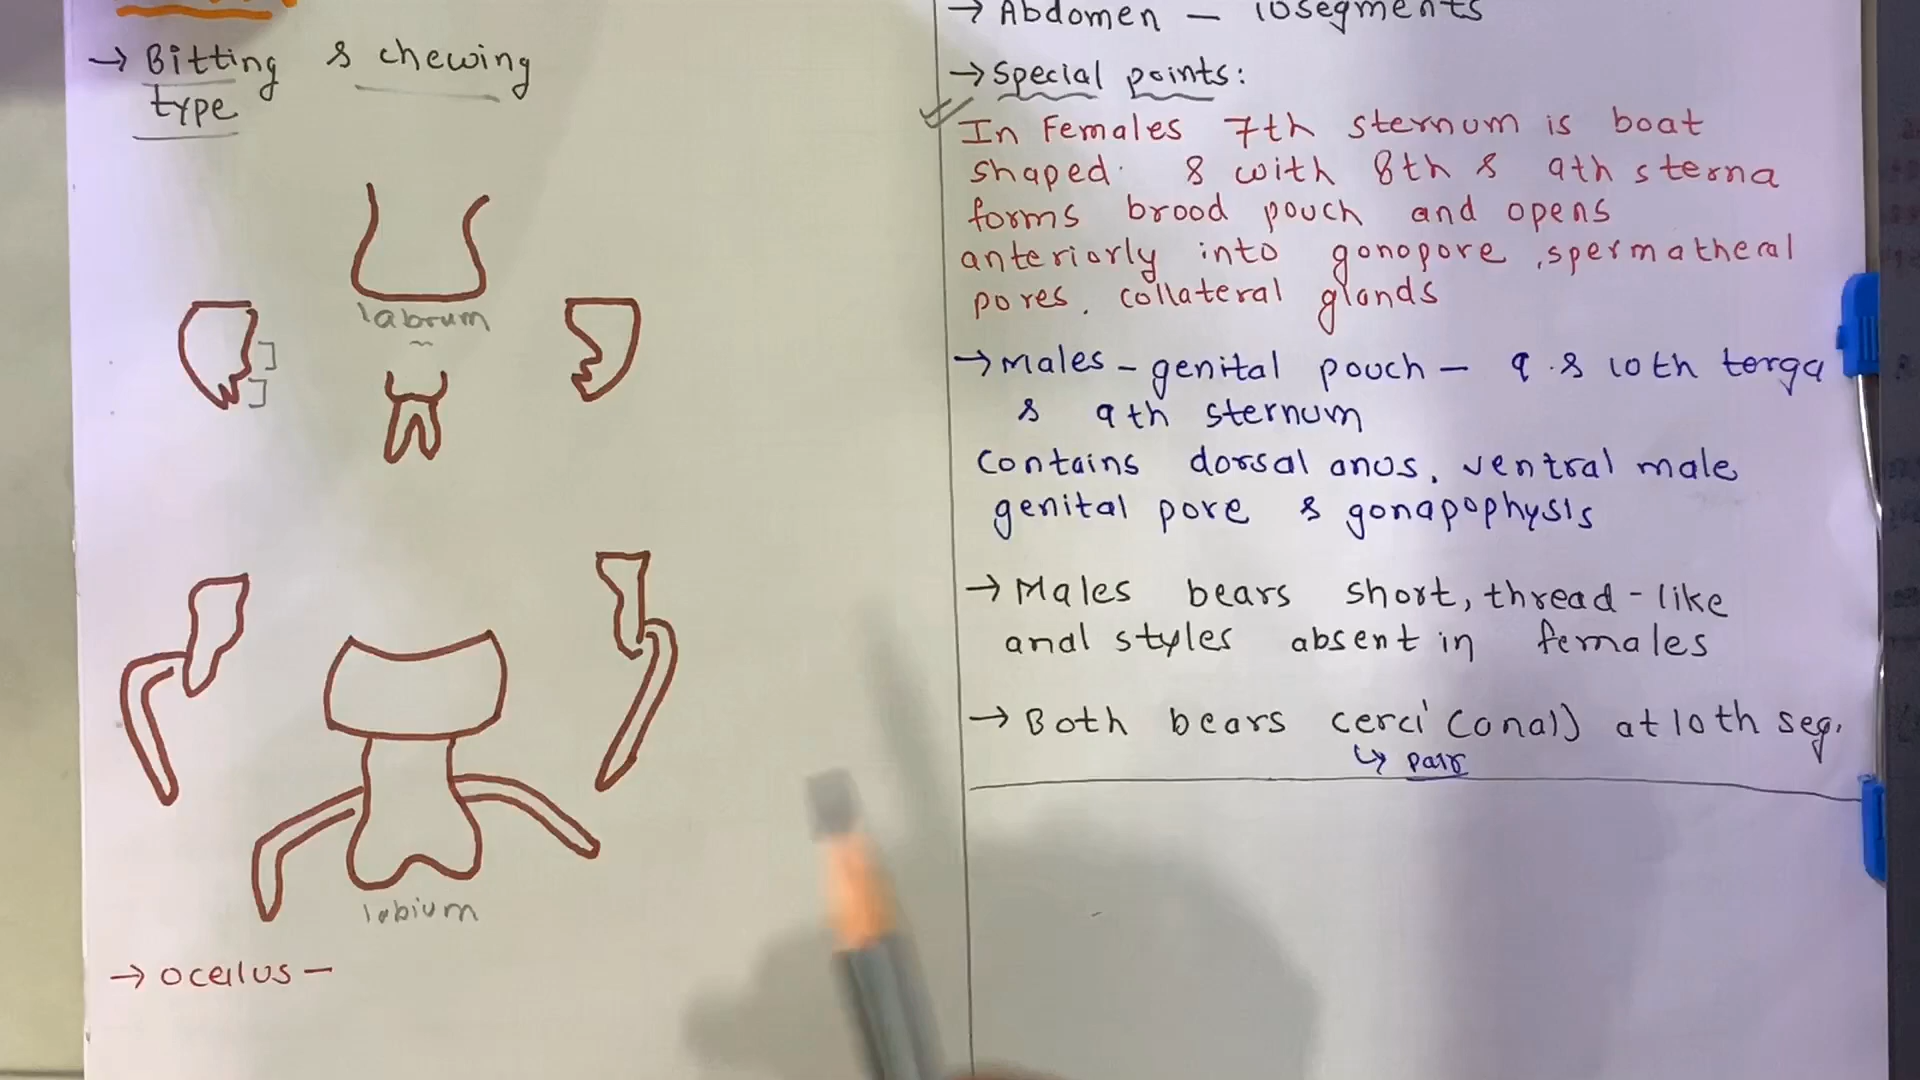 → Bitting & chewing
type
labrum
labium
→ ocellus –
→ Abdomen – 10segments
→ Special points:
In Females 7th sternum is boat
shaped. & with 8th & 9th sterna
forms brood pouch and opens
anteriorly into gonopore, spermathecal
pores, collateral glands
→ Males – genital pouch – 9 & 10th terga
& 9th sternum
Contains dorsal anus, ventral male
genital pore & gonapophysis
→ Males bears short, thread-like
anal styles absent in females
→ Both bears cerci (anal) at 10th seg.
↳ pair